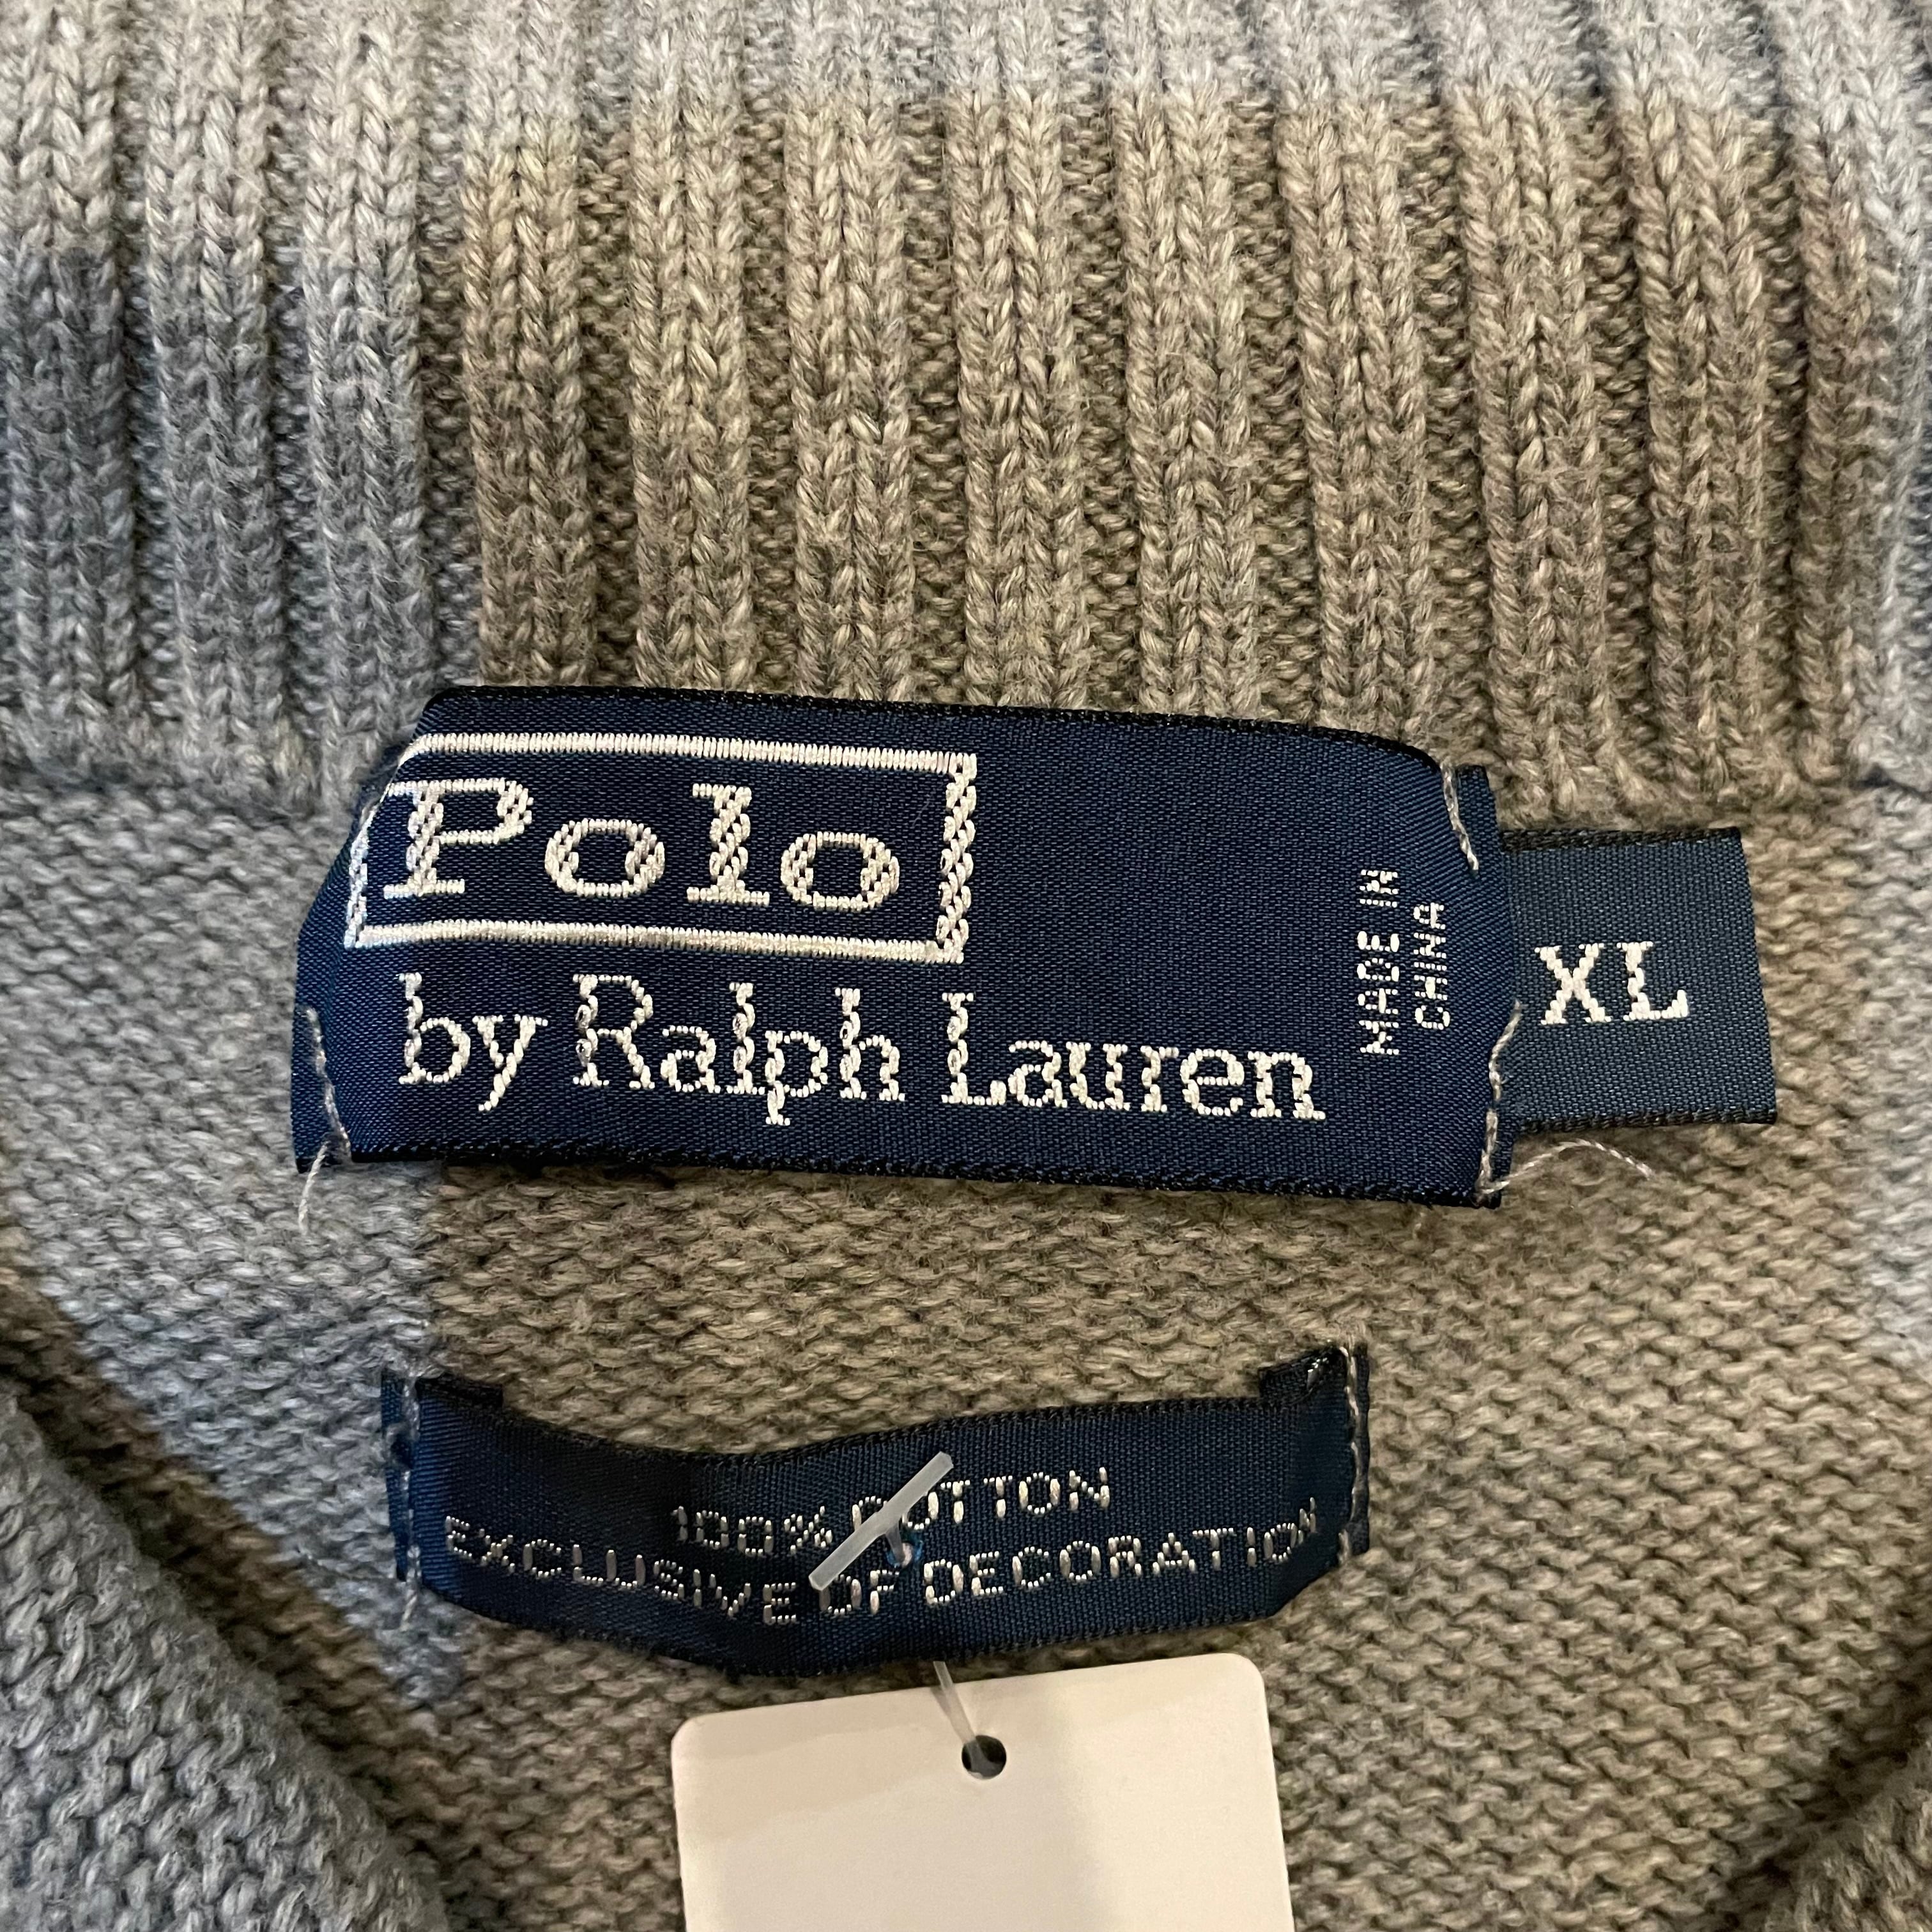 Polo
by Ralph Lauren
MADE IN
CHINA
XL
100% COTTON
EXCLUSIVE OF DECORATION